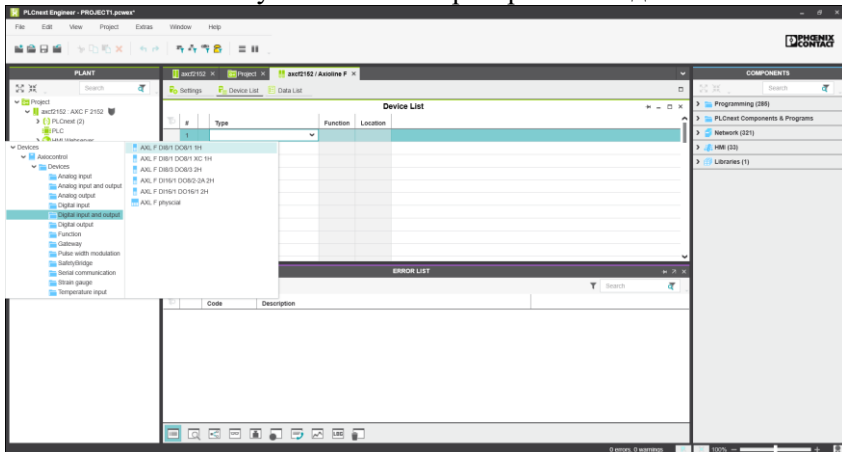 PLCnext Engineer - PROJECT1.pcwex*
File Edit View Project Extras Window Help
PHOENIX CONTACT
PLANT
Search
Project
axcf2152 : AXC F 2152
PLCnext (2)
PLC
Devices
Axiocontrol
Devices
Analog input
Analog input and output
Analog output
Digital input
Digital input and output
Digital output
Function
Gateway
Pulse width modulation
SafetyBridge
Serial communication
Strain gauge
Temperature input
AXL F DI8/1 DO8/1 1H
AXL F DI8/1 DO8/1 XC 1H
AXL F DI8/3 DO8/3 2H
AXL F DI16/1 DO8/2-2A 2H
AXL F DI16/1 DO16/1 2H
AXL F physcial
axcf2152 × Project × axcf2152 / Axioline F ×
Settings Device List Data List
Device List
# Type Function Location
1
ERROR LIST
Search
Code Description
COMPONENTS
Search
Programming (285)
PLCnext Components & Programs
Network (321)
HMI (33)
Libraries (1)
0 errors, 0 warnings 100% − +